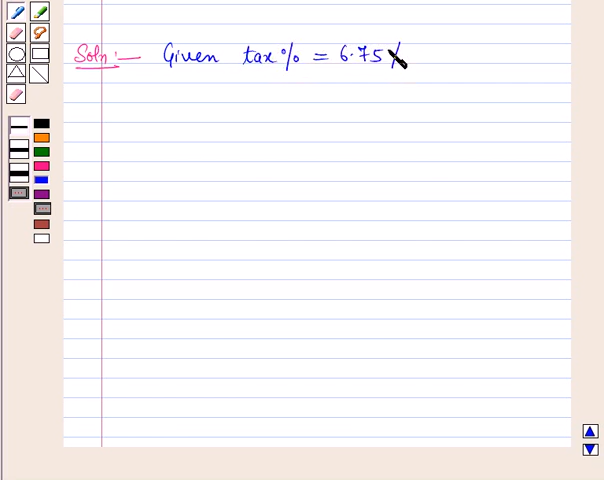 Soln:- Given tax% = 6.75%